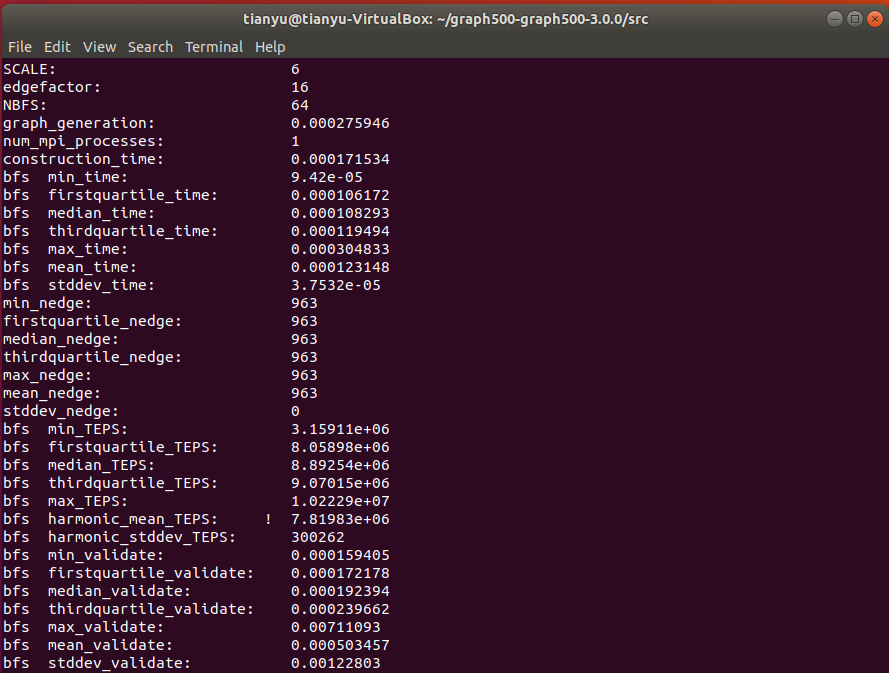 tianyu@tianyu-VirtualBox: ~/graph500-graph500-3.0.0/src
File Edit View Search Terminal Help
SCALE: 6
edgefactor: 16
NBFS: 64
graph_generation: 0.000275946
num_mpi_processes: 1
construction_time: 0.000171534
bfs  min_time: 9.42e-05
bfs  firstquartile_time: 0.000106172
bfs  median_time: 0.000108293
bfs  thirdquartile_time: 0.000119494
bfs  max_time: 0.000304833
bfs  mean_time: 0.000123148
bfs  stddev_time: 3.7532e-05
min_nedge: 963
firstquartile_nedge: 963
median_nedge: 963
thirdquartile_nedge: 963
max_nedge: 963
mean_nedge: 963
stddev_nedge: 0
bfs  min_TEPS: 3.15911e+06
bfs  firstquartile_TEPS: 8.05898e+06
bfs  median_TEPS: 8.89254e+06
bfs  thirdquartile_TEPS: 9.07015e+06
bfs  max_TEPS: 1.02229e+07
bfs  harmonic_mean_TEPS: ! 7.81983e+06
bfs  harmonic_stddev_TEPS: 300262
bfs  min_validate: 0.000159405
bfs  firstquartile_validate: 0.000172178
bfs  median_validate: 0.000192394
bfs  thirdquartile_validate: 0.000239662
bfs  max_validate: 0.00711093
bfs  mean_validate: 0.000503457
bfs  stddev_validate: 0.00122803